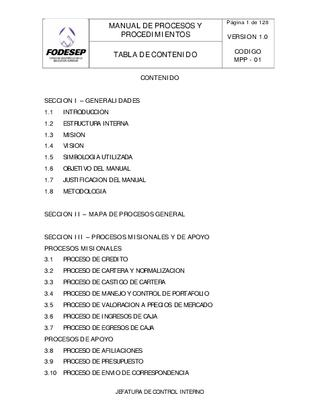 MANUAL DE PROCESOS Y
PROCEDIMIENTOS
Página 1 de 128
VERSION 1.0
FODESEP
TABLA DE CONTENIDO
CODIGO
MPP - 01
CONTENIDO
SECCION I – GENERALIDADES
1.1 INTRODUCCION
1.2 ESTRUCTURA INTERNA
1.3 MISION
1.4 VISION
1.5 SIMBOLOGIA UTILIZADA
1.6 OBJETIVO DEL MANUAL
1.7 JUSTIFICACION DEL MANUAL
1.8 METODOLOGIA
SECCION II – MAPA DE PROCESOS GENERAL
SECCION III – PROCESOS MISIONALES Y DE APOYO
PROCESOS MISIONALES
3.1 PROCESO DE CREDITO
3.2 PROCESO DE CARTERA Y NORMALIZACION
3.3 PROCESO DE CASTIGO DE CARTERA
3.4 PROCESO DE MANEJO Y CONTROL DE PORTAFOLIO
3.5 PROCESO DE VALORACION A PRECIOS DE MERCADO
3.6 PROCESO DE INGRESOS DE CAJA
3.7 PROCESO DE EGRESOS DE CAJA
PROCESOS DE APOYO
3.8 PROCESO DE AFILIACIONES
3.9 PROCESO DE PRESUPUESTO
3.10 PROCESO DE ENVIO DE CORRESPONDENCIA
JEFATURA DE CONTROL INTERNO